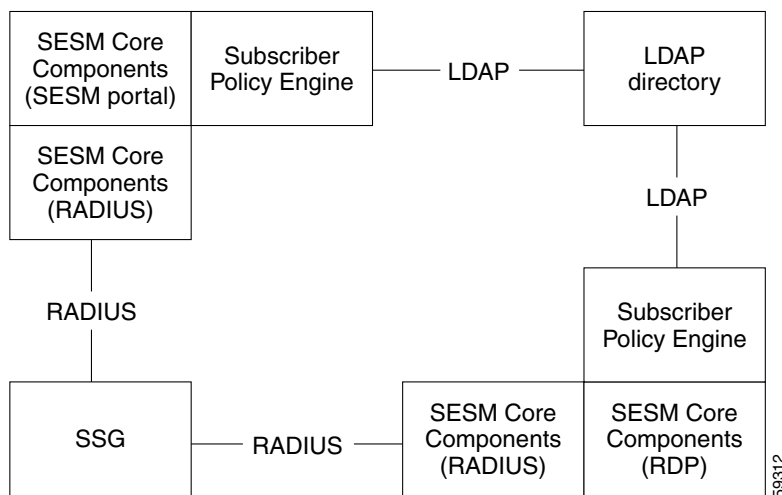 SESM Core
Components
(SESM portal)
Subscriber
Policy Engine
LDAP
LDAP
directory
SESM Core
Components
(RADIUS)
LDAP
RADIUS
Subscriber
Policy Engine
SSG
RADIUS
SESM Core
Components
(RADIUS)
SESM Core
Components
(RDP)
59312